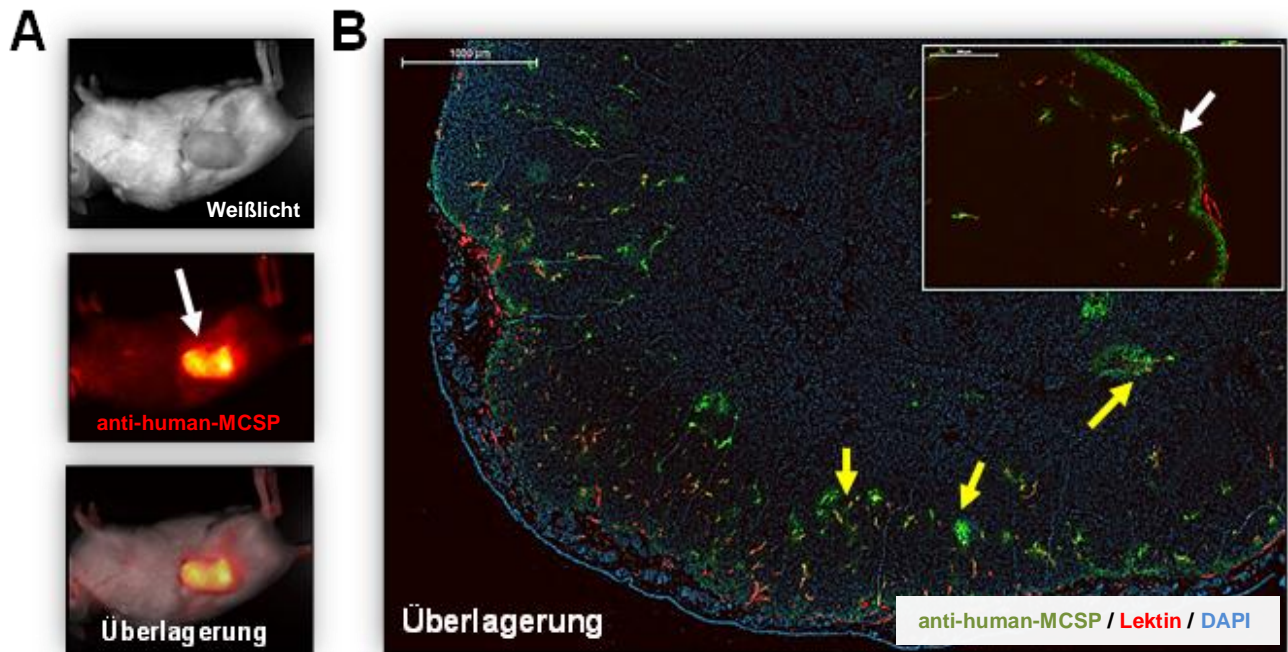 A
Weißlicht
anti-human-MCSP
Überlagerung
B
1000 µm
Überlagerung
anti-human-MCSP / Lektin / DAPI